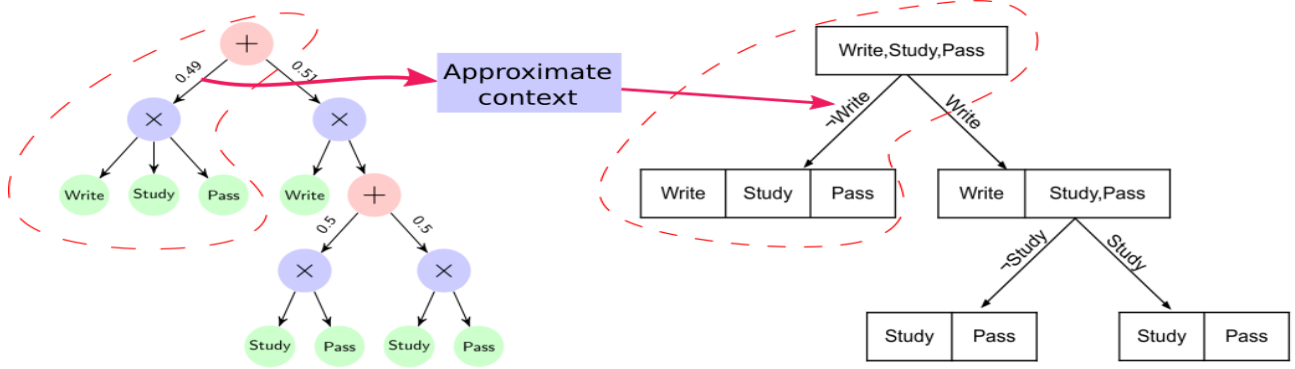 +
0.49
0.51
×
×
Write
Study
Pass
Write
+
0.5
0.5
×
×
Study
Pass
Study
Pass
Approximate
context
Write,Study,Pass
¬Write
Write
Write
Study
Pass
Write
Study,Pass
¬Study
Study
Study
Pass
Study
Pass